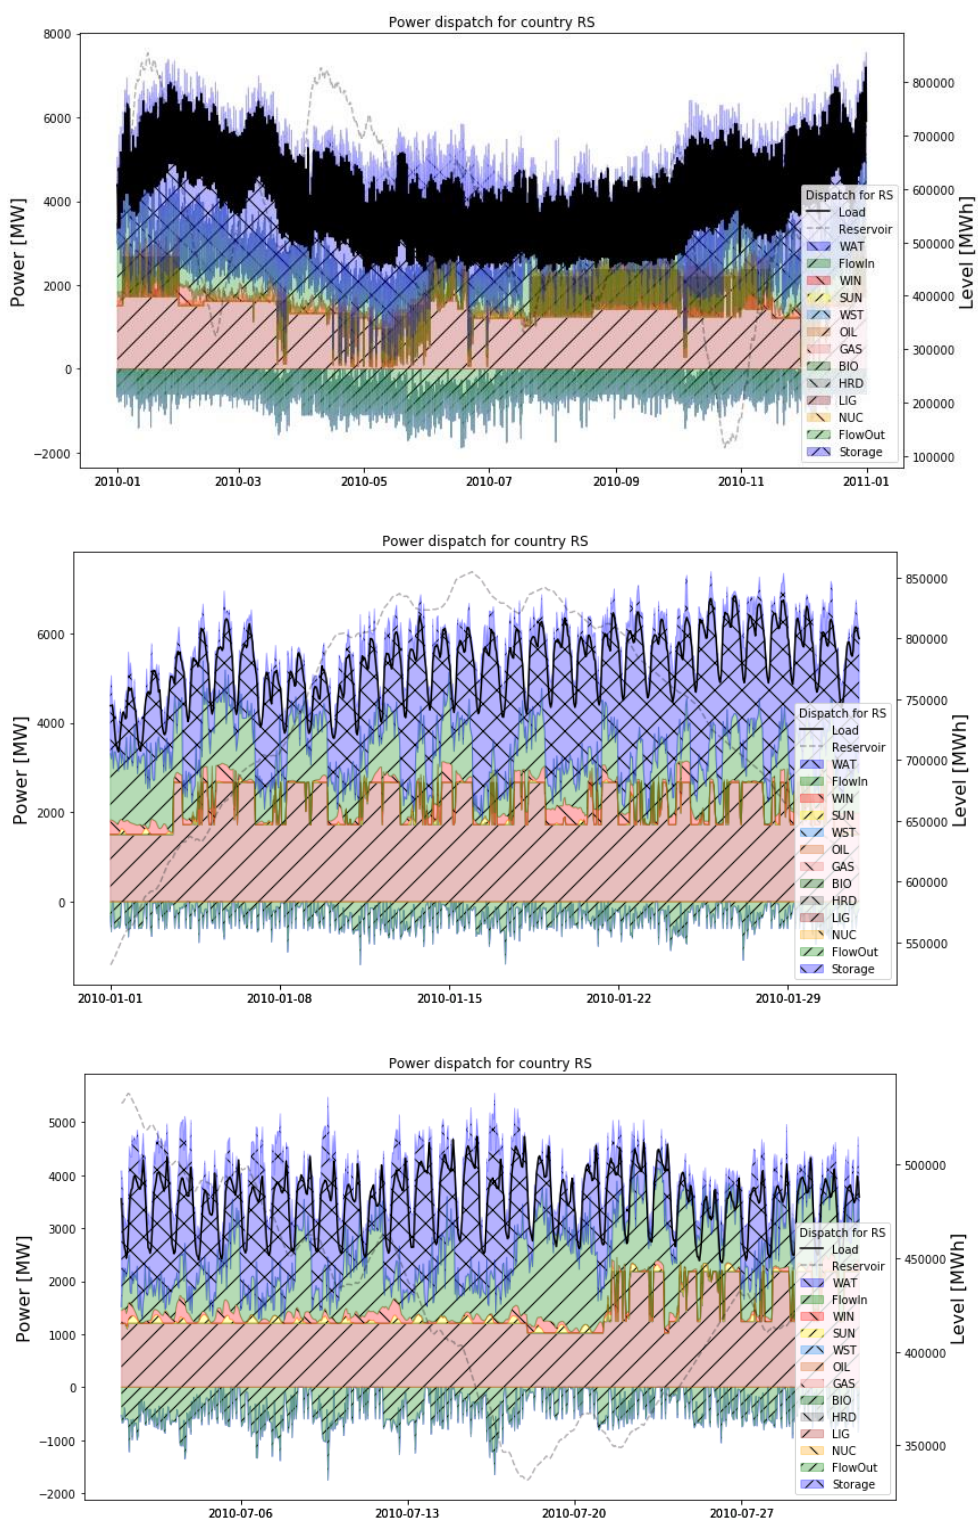 Power dispatch for country RS
8000
6000
4000
2000
0
−2000
Power [MW]
800000
700000
600000
500000
400000
300000
200000
100000
Level [MWh]
Dispatch for RS
Load
Reservoir
WAT
FlowIn
WIN
SUN
WST
OIL
GAS
BIO
HRD
LIG
NUC
FlowOut
Storage
2010-01 2010-03 2010-05 2010-07 2010-09 2010-11 2011-01
Power dispatch for country RS
6000
4000
2000
0
Power [MW]
850000
800000
750000
700000
650000
600000
550000
Level [MWh]
Dispatch for RS
Load
Reservoir
WAT
FlowIn
WIN
SUN
WST
OIL
GAS
BIO
HRD
LIG
NUC
FlowOut
Storage
2010-01-01 2010-01-08 2010-01-15 2010-01-22 2010-01-29
Power dispatch for country RS
5000
4000
3000
2000
1000
0
−1000
−2000
Power [MW]
500000
450000
400000
350000
Level [MWh]
Dispatch for RS
Load
Reservoir
WAT
FlowIn
WIN
SUN
WST
OIL
GAS
BIO
HRD
LIG
NUC
FlowOut
Storage
2010-07-06 2010-07-13 2010-07-20 2010-07-27